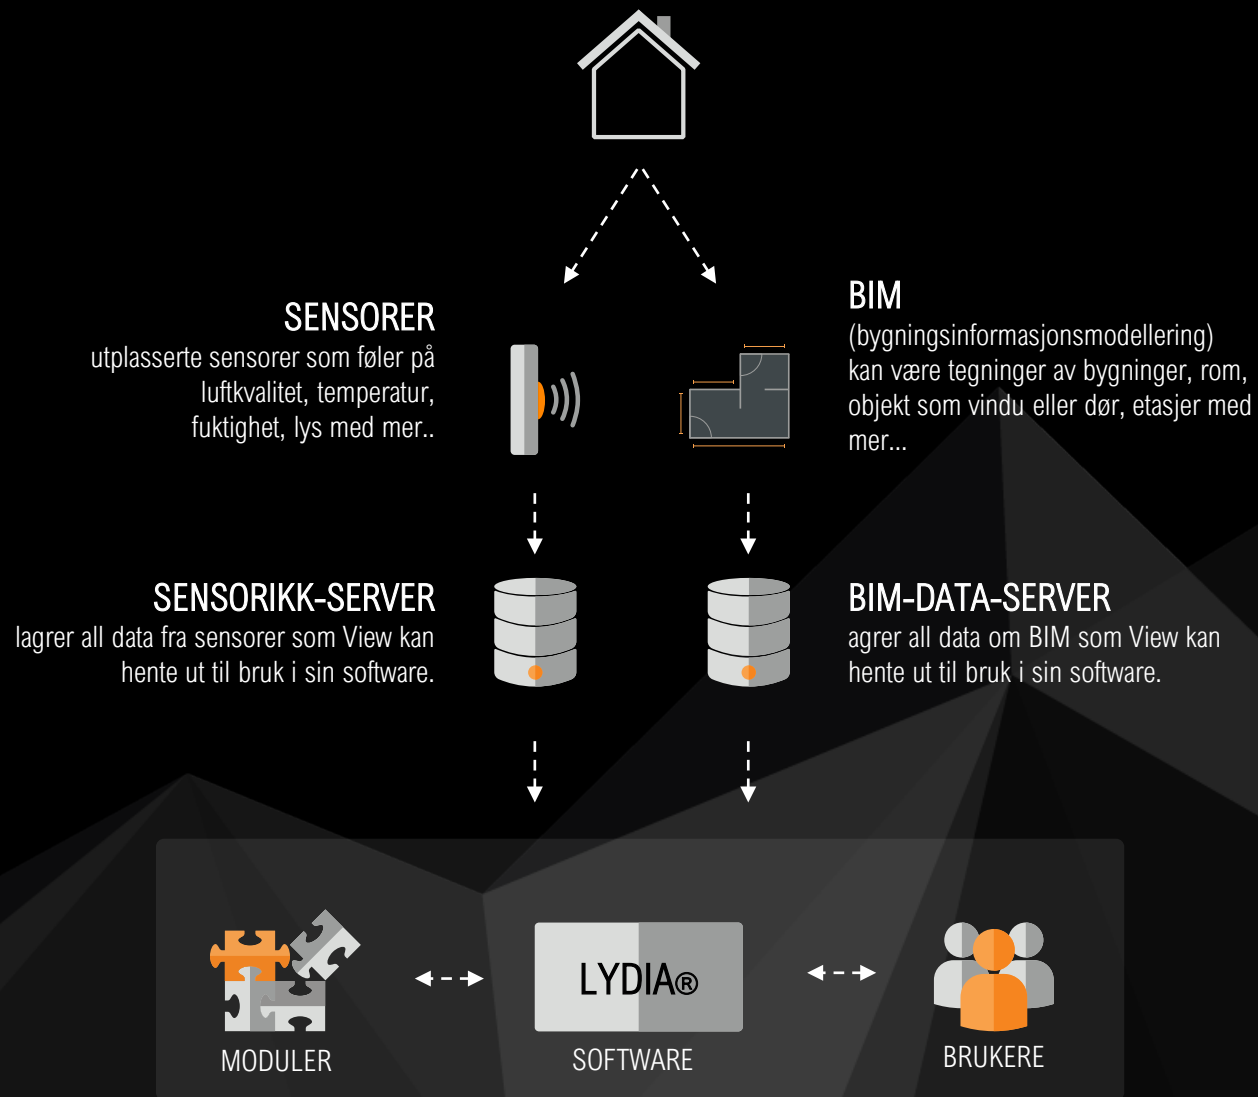 SENSORER
utplasserte sensorer som føler på
luftkvalitet, temperatur,
fuktighet, lys med mer..
BIM
(bygningsinformasjonsmodellering)
kan være tegninger av bygninger, rom,
objekt som vindu eller dør, etasjer med
mer...
SENSORIKK-SERVER
lagrer all data fra sensorer som View kan
hente ut til bruk i sin software.
BIM-DATA-SERVER
agrer all data om BIM som View kan
hente ut til bruk i sin software.
LYDIA®
MODULER
SOFTWARE
BRUKERE